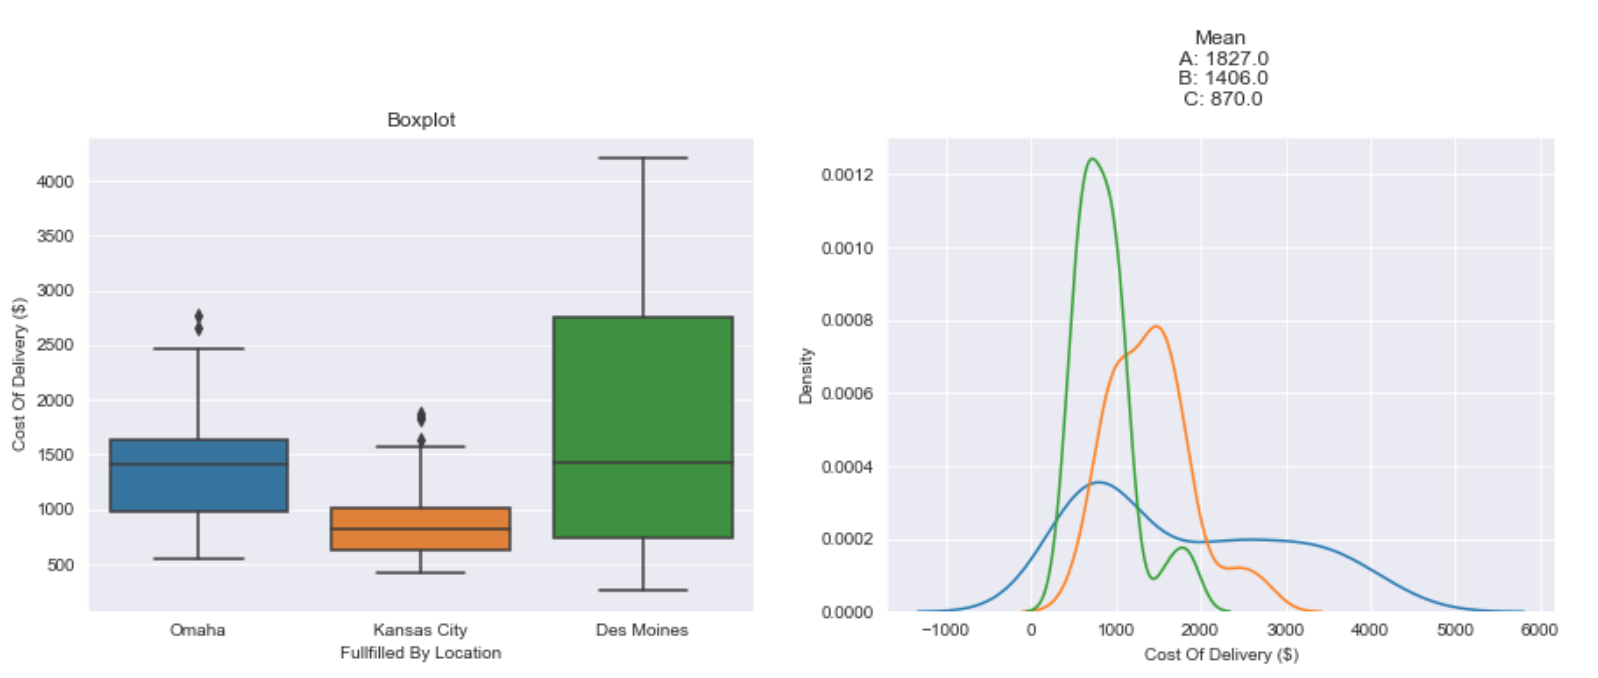 Boxplot
Cost Of Delivery ($)
4000
3500
3000
2500
2000
1500
1000
500
Omaha Kansas City Des Moines
Fullfilled By Location
Mean
A: 1827.0
B: 1406.0
C: 870.0
Density
0.0012
0.0010
0.0008
0.0006
0.0004
0.0002
0.0000
−1000 0 1000 2000 3000 4000 5000 6000
Cost Of Delivery ($)